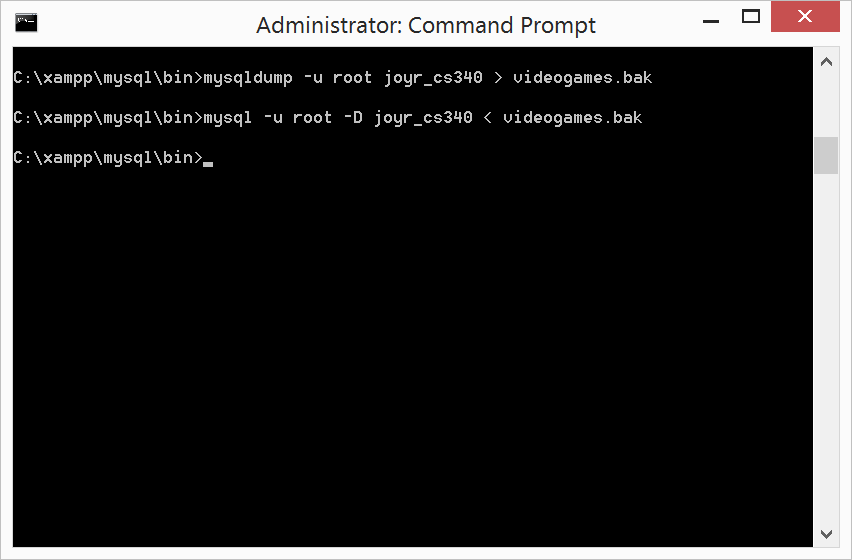 Administrator: Command Prompt
C:\xampp\mysql\bin>mysqldump -u root joyr_cs340 > videogames.bak
C:\xampp\mysql\bin>mysql -u root -D joyr_cs340 < videogames.bak
C:\xampp\mysql\bin>